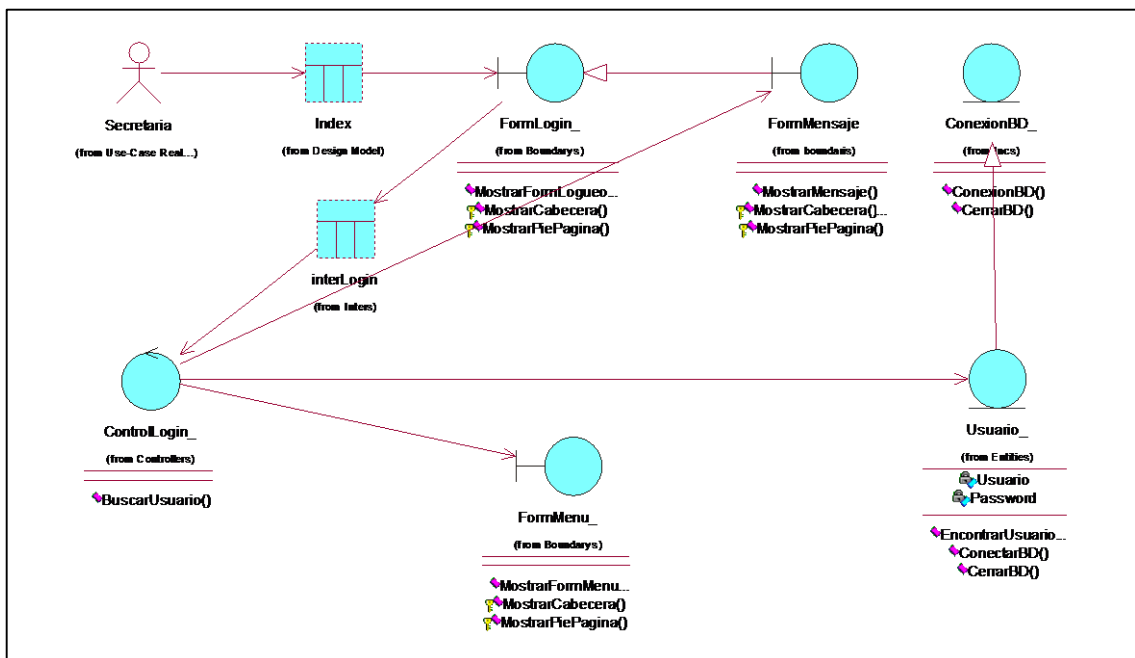 Secretaria
(from Use-Case Real...)
Index
(from Design Model)
FormLogin_
(from Boundarys)
MostrarFormLogueo...
MostrarCabecera()
MostrarPiePagina()
FormMensaje
(from boundaris)
MostrarMensaje()
MostrarCabecera()...
MostrarPiePagina()
ConexionBD_
(from Incs)
ConexionBD()
CerrarBD()
interLogin
(from Inters)
ControlLogin_
(from Controllers)
BuscarUsuario()
FormMenu_
(from Boundarys)
MostrarFormMenu...
MostrarCabecera()
MostrarPiePagina()
Usuario_
(from Entities)
Usuario
Password
EncontrarUsuario...
ConectarBD()
CerrarBD()